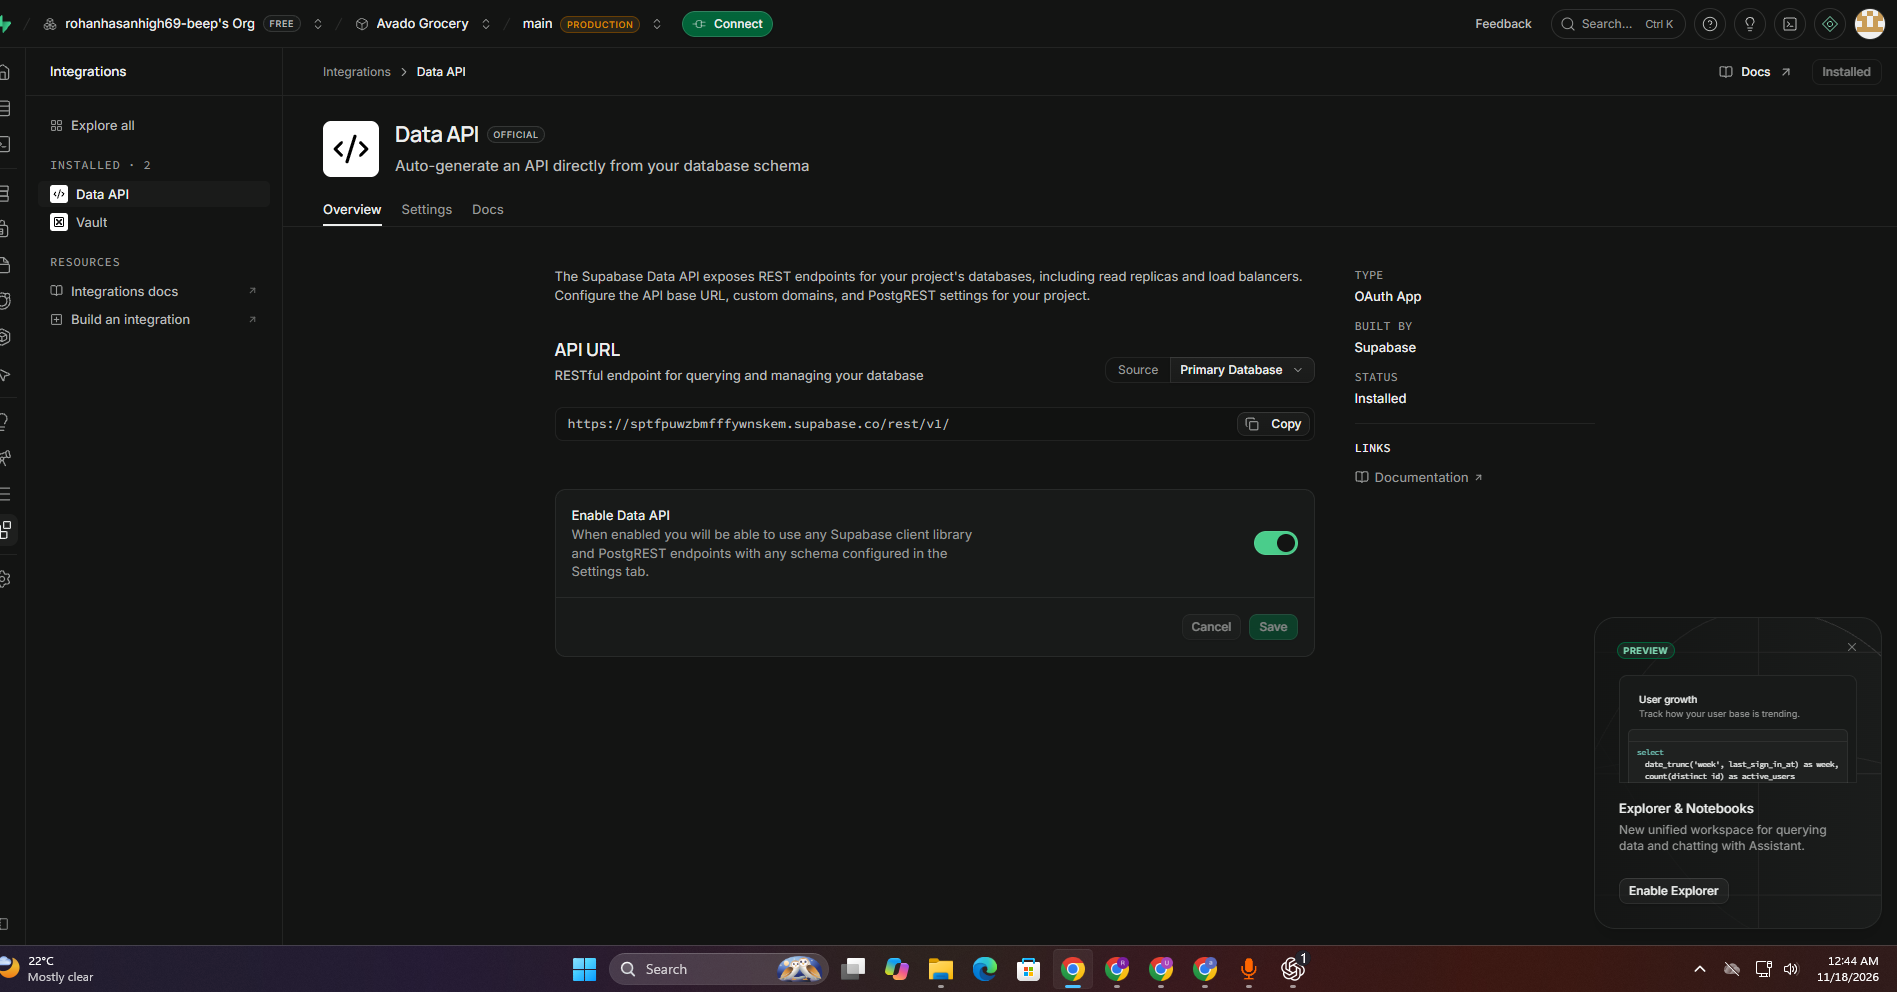 rohanhasanhigh69-beep's Org FREE Avado Grocery main PRODUCTION Connect Feedback Search... Ctrl K
Integrations
Integrations > Data API Docs Installed
Explore all
INSTALLED · 2
Data API
Vault
RESOURCES
Integrations docs
Build an integration
Data API OFFICIAL
Auto-generate an API directly from your database schema
Overview Settings Docs
The Supabase Data API exposes REST endpoints for your project's databases, including read replicas and load balancers.
Configure the API base URL, custom domains, and PostgREST settings for your project.
API URL
RESTful endpoint for querying and managing your database
Source Primary Database
https://sptfpuwzbmfffywnskem.supabase.co/rest/v1/ Copy
Enable Data API
When enabled you will be able to use any Supabase client library
and PostgREST endpoints with any schema configured in the
Settings tab.
Cancel Save
TYPE
OAuth App
BUILT BY
Supabase
STATUS
Installed
LINKS
Documentation
PREVIEW
User growth
Track how your user base is trending.
select
date_trunc('week', last_sign_in_at) as week,
count(distinct id) as active_users
Explorer & Notebooks
New unified workspace for querying
data and chatting with Assistant.
Enable Explorer
22°C
Mostly clear
Search
1
12:44 AM
11/18/2026